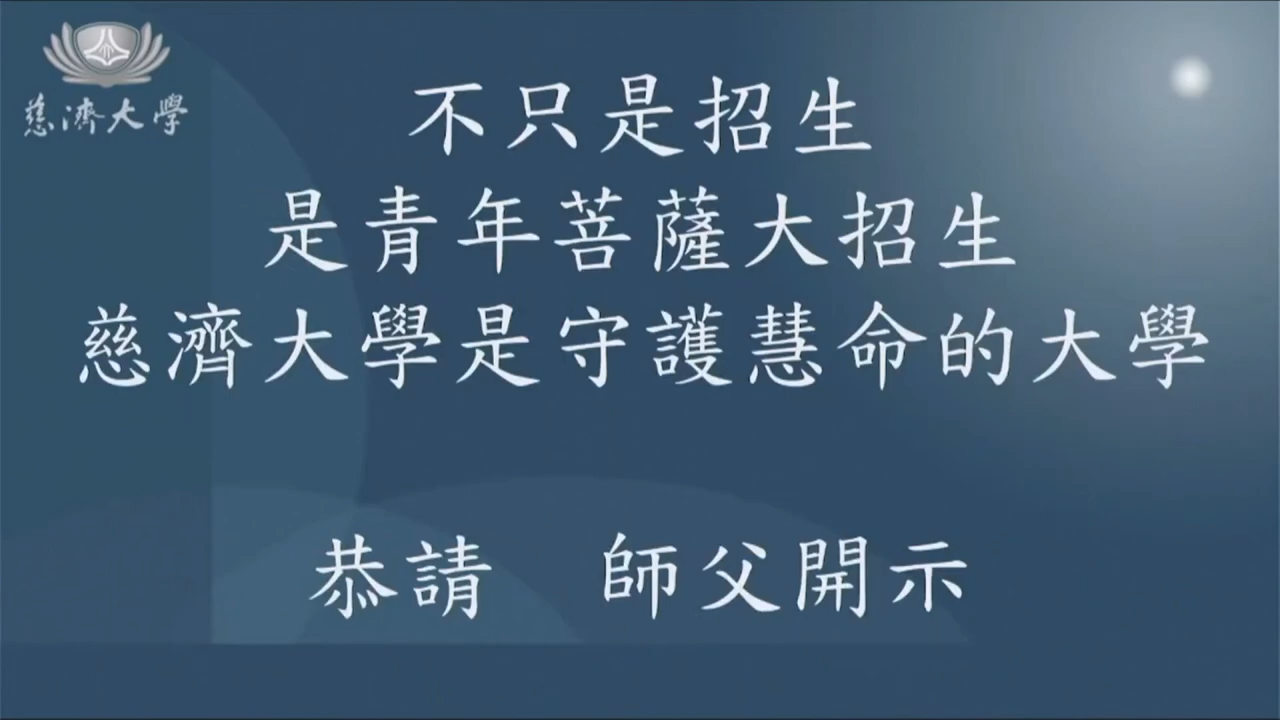 慈濟大學
不只是招生
是青年菩薩大招生
慈濟大學是守護慧命的大學
恭請　師父開示